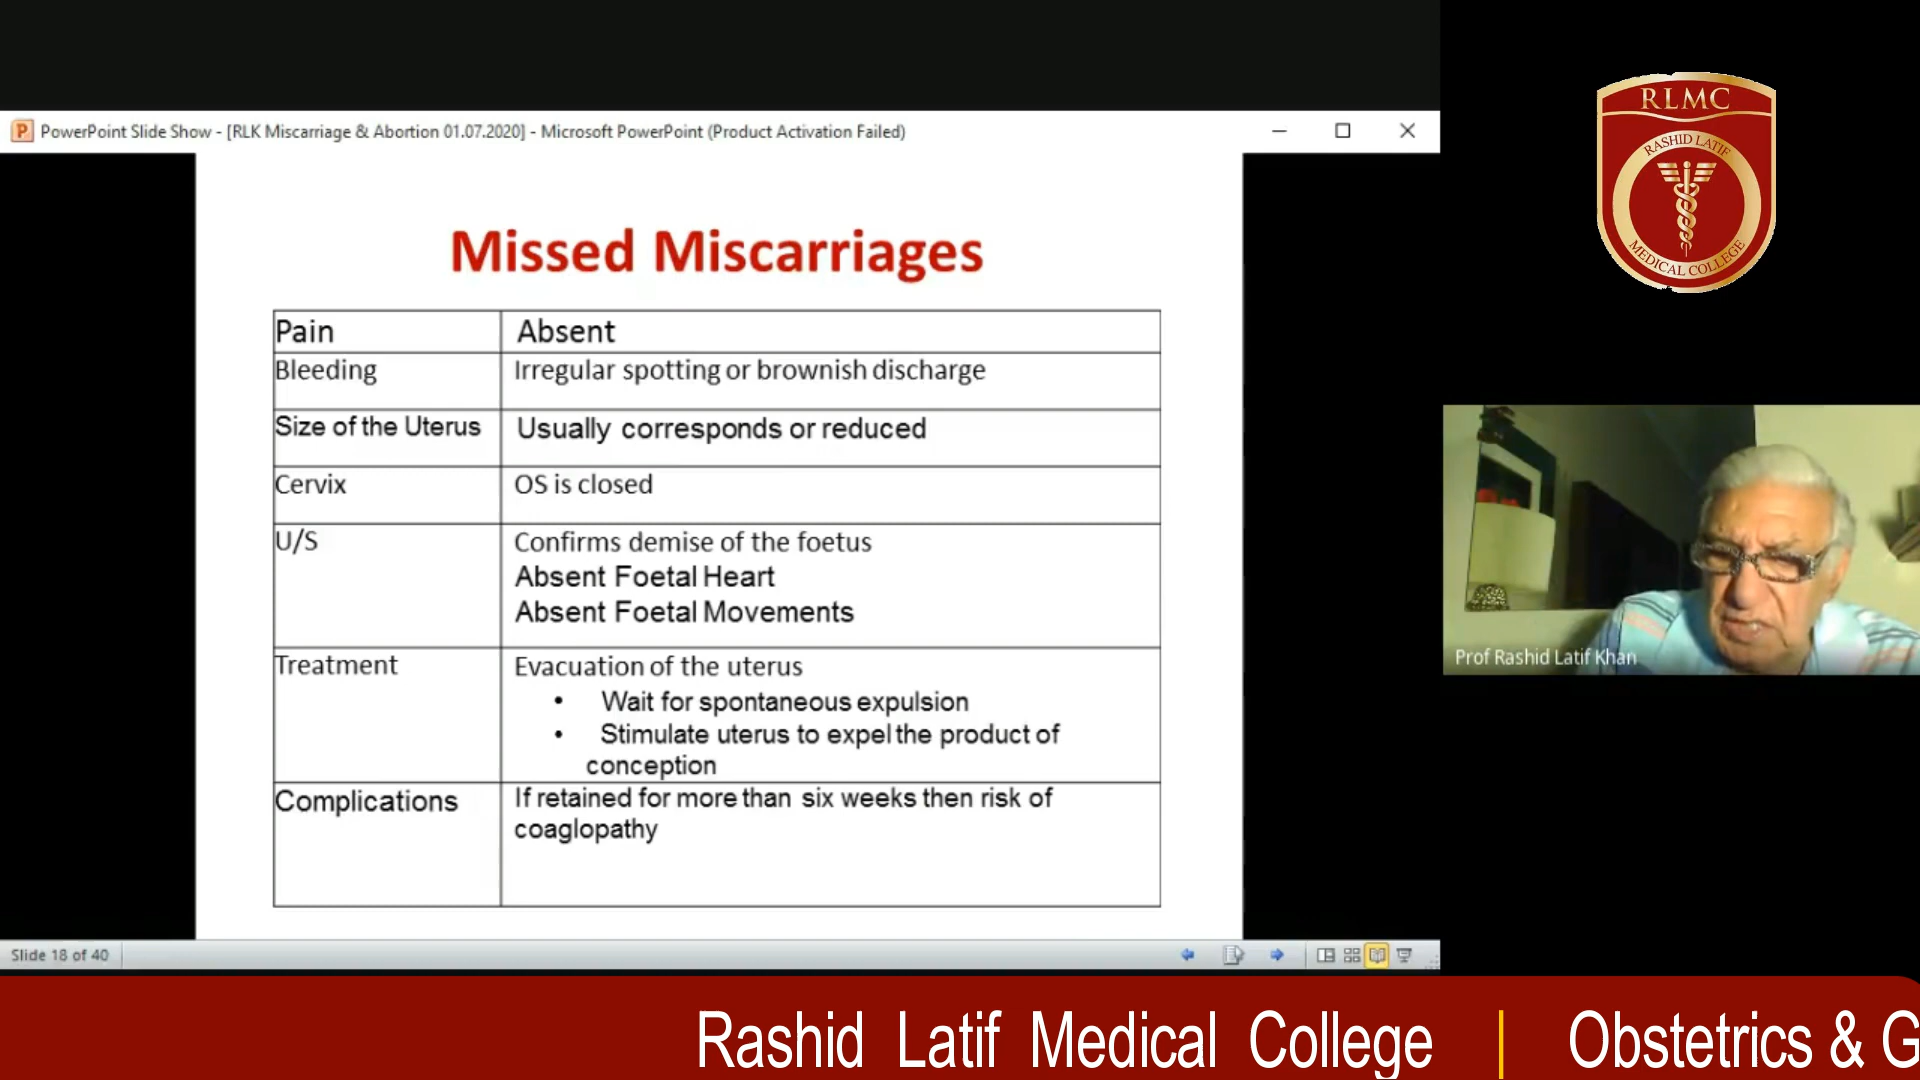 PowerPoint Slide Show - [RLK Miscarriage & Abortion 01.07.2020] - Microsoft PowerPoint (Product Activation Failed)
RLMC
RASHID LATIF
MEDICAL COLLEGE
Missed Miscarriages
Pain Absent
Bleeding Irregular spotting or brownish discharge
Size of the Uterus Usually corresponds or reduced
Cervix OS is closed
U/S Confirms demise of the foetus
Absent Foetal Heart
Absent Foetal Movements
Treatment Evacuation of the uterus
• Wait for spontaneous expulsion
• Stimulate uterus to expel the product of
conception
Complications If retained for more than six weeks then risk of
coaglopathy
Prof Rashid Latif Khan
Slide 18 of 40
Rashid Latif Medical College | Obstetrics & G